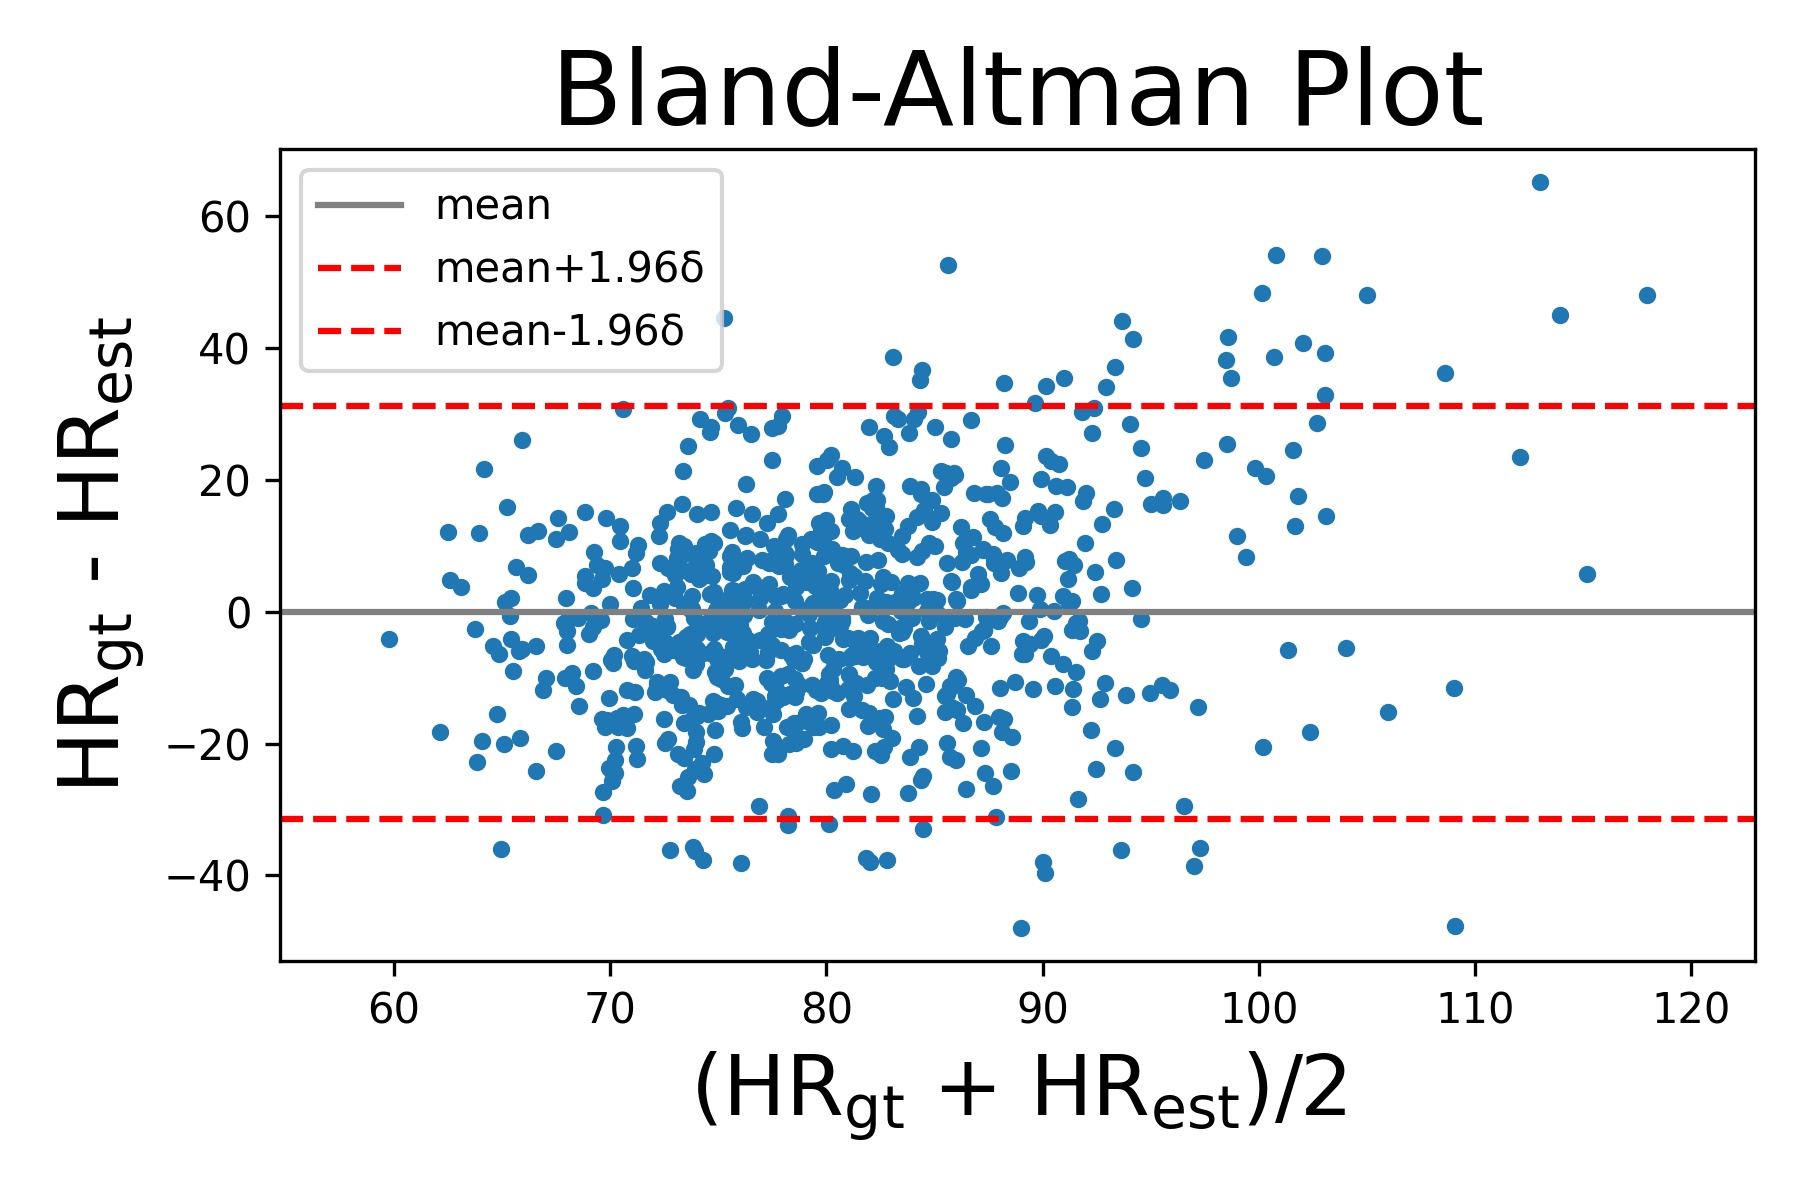 Bland-Altman Plot
mean
mean+1.96δ
mean-1.96δ
60
40
20
0
−20
−40
HRgt - HRest
60 70 80 90 100 110 120
(HRgt + HRest)/2